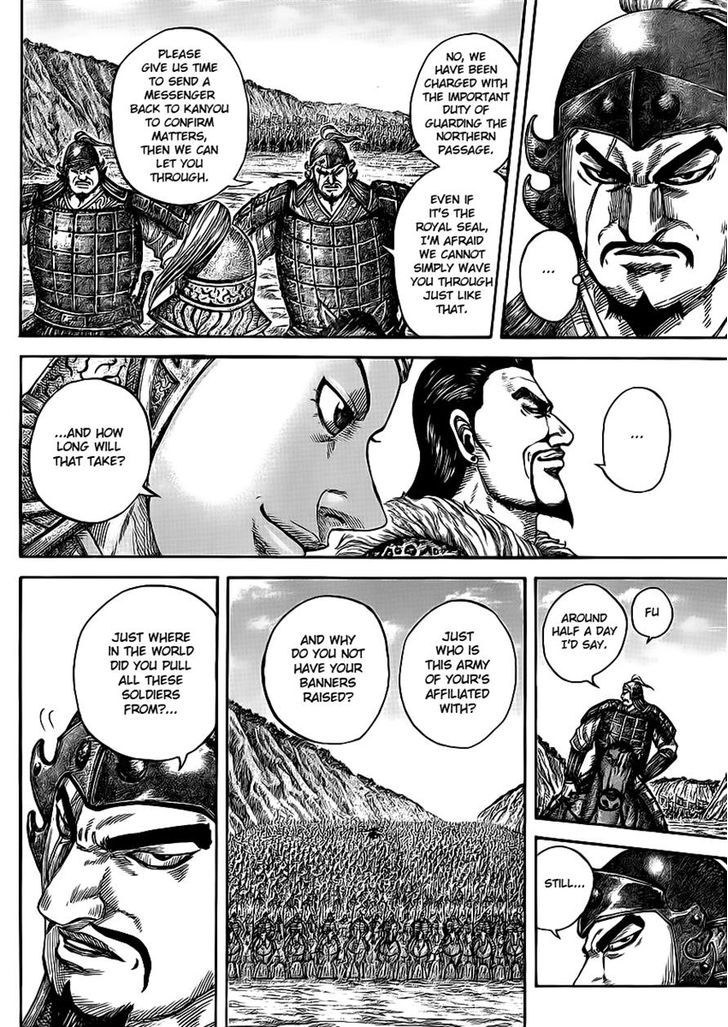 ...
NO, WE
HAVE BEEN
CHARGED WITH
THE IMPORTANT
DUTY OF
GUARDING THE
NORTHERN
PASSAGE.
EVEN IF
IT'S THE
ROYAL SEAL,
I'M AFRAID
WE CANNOT
SIMPLY WAVE
YOU THROUGH
JUST LIKE
THAT.
PLEASE
GIVE US TIME
TO SEND A
MESSENGER
BACK TO KANYOU
TO CONFIRM
MATTERS,
THEN WE CAN
LET YOU
THROUGH.
...
...AND HOW
LONG WILL
THAT TAKE?
FU
AROUND
HALF A DAY
I'D SAY.
STILL...
JUST
WHO IS
THIS ARMY
OF YOUR'S
AFFILIATED
WITH?
AND WHY
DO YOU NOT
HAVE YOUR
BANNERS
RAISED?
JUST WHERE
IN THE WORLD
DID YOU PULL
ALL THESE
SOLDIERS
FROM?...